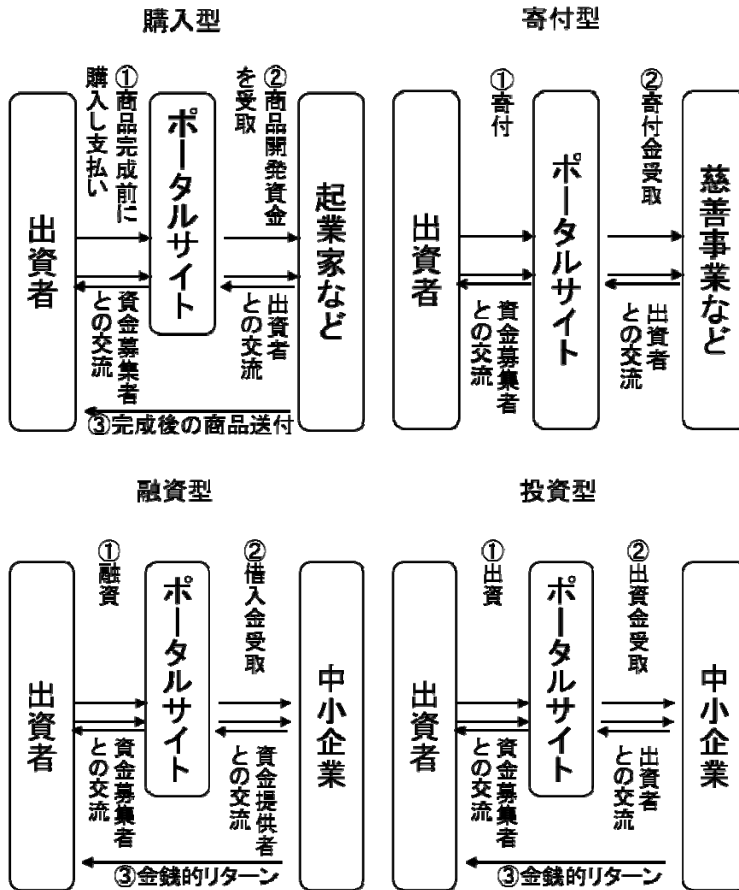 購入型
出資者
①商品完成前に
購入し支払い
ポータルサイト
資金募集者
との交流
②商品開発資金
を受取
出資者
との交流
起業家など
③完成後の商品送付
寄付型
出資者
①寄付
ポータルサイト
資金募集者
との交流
②寄付金受取
出資者
との交流
慈善事業など
融資型
出資者
①融資
ポータルサイト
資金募集者
との交流
②借入金受取
資金提供者
との交流
中小企業
③金銭的リターン
投資型
出資者
①出資
ポータルサイト
資金募集者
との交流
②出資金受取
出資者
との交流
中小企業
③金銭的リターン